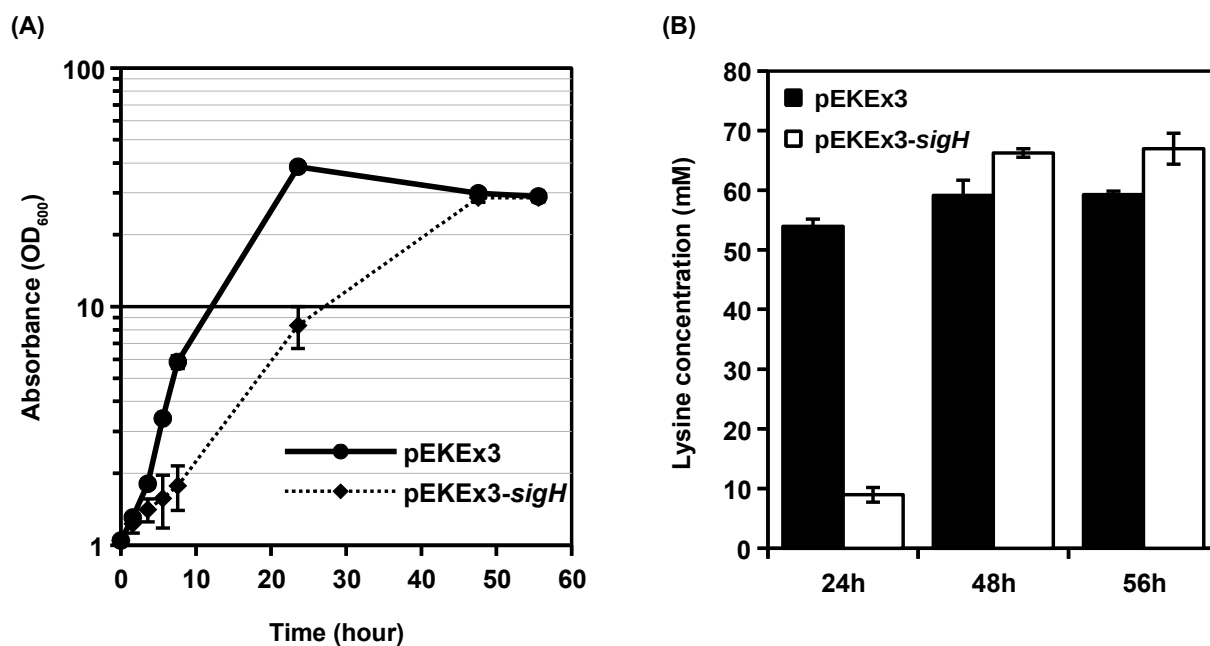 (A)
100
10
1
Absorbance (OD600)
pEKEx3
pEKEx3-sigH
0 10 20 30 40 50 60
Time (hour)
(B)
80
70
60
50
40
30
20
10
0
Lysine concentration (mM)
pEKEx3
pEKEx3-sigH
24h 48h 56h